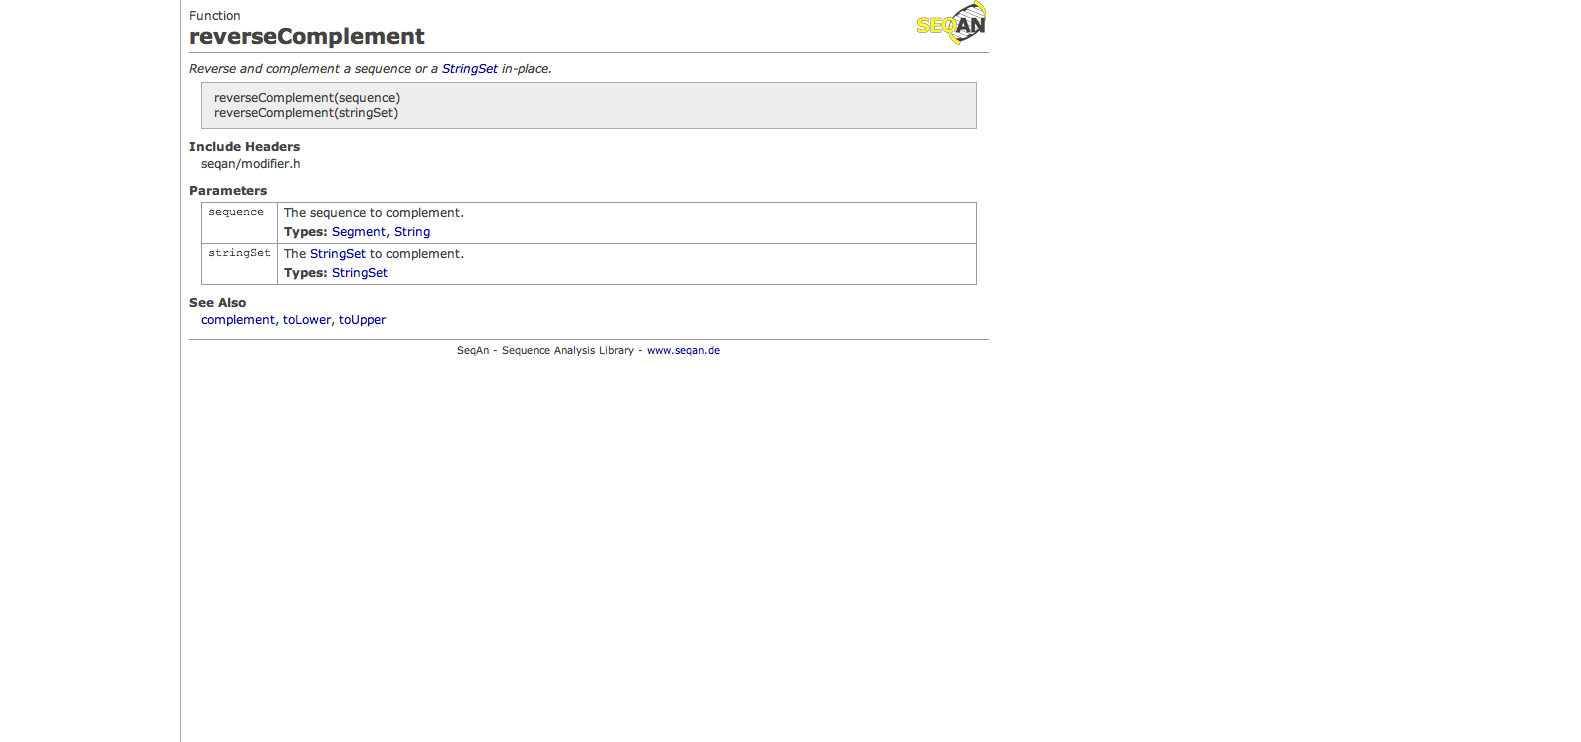 Function
SEQAN
reverseComplement
Reverse and complement a sequence or a StringSet in-place.
reverseComplement(sequence)
reverseComplement(stringSet)
Include Headers
seqan/modifier.h
Parameters
sequence The sequence to complement.
Types: Segment, String
stringSet The StringSet to complement.
Types: StringSet
See Also
complement, toLower, toUpper
SeqAn - Sequence Analysis Library - www.seqan.de